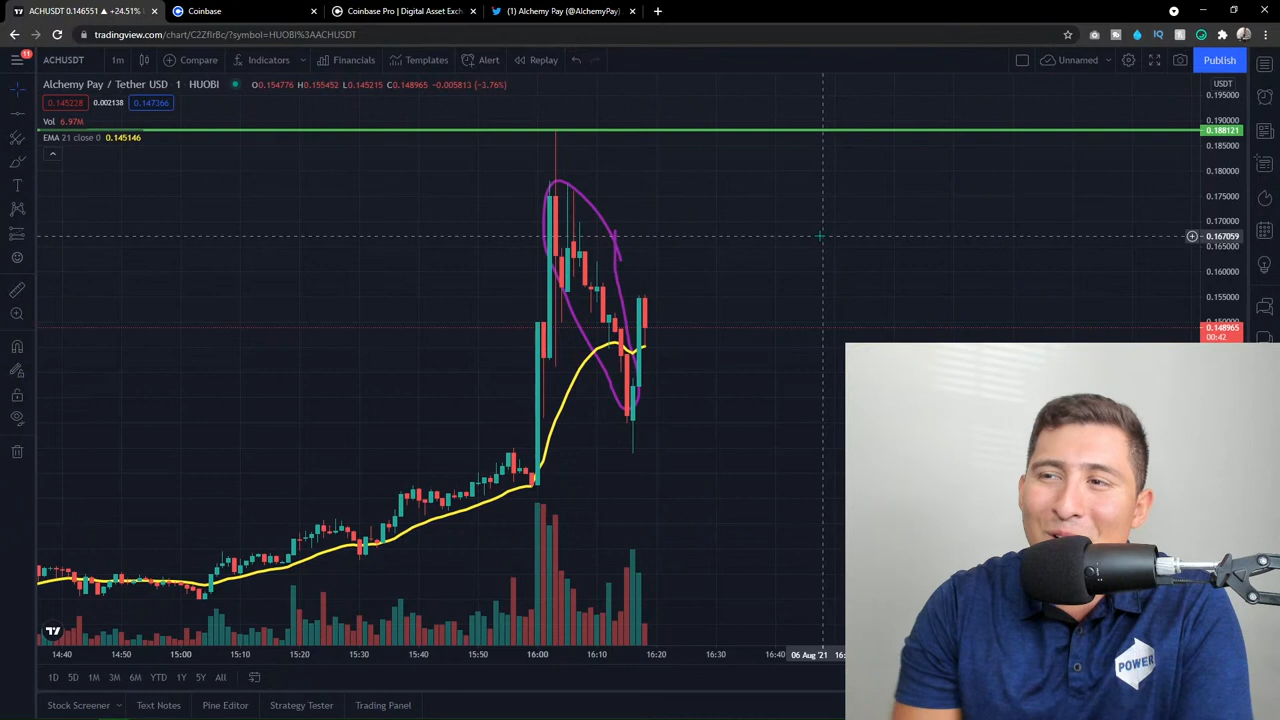 ACHUSDT 0.146551 ▲ +24.51%
Coinbase
Coinbase Pro | Digital Asset Exch
(1) Alchemy Pay (@AlchemyPay)
tradingview.com/chart/C2ZfIrBc/?symbol=HUOBI%3AACHUSDT
11
ACHUSDT 1m Compare Indicators Financials Templates Alert Replay Unnamed Publish
Alchemy Pay / Tether USD · 1 · HUOBI O0.154776 H0.155452 L0.145215 C0.148965 -0.005813 (-3.76%)
0.145228 0.002138 0.147366
Vol 6.97M
EMA 21 close 0 0.145146
USDT
0.195000
0.190000
0.188121
0.185000
0.180000
0.175000
0.170000
0.167059
0.165000
0.160000
0.155000
0.148965
00:42
POWER
14:40 14:50 15:00 15:10 15:20 15:30 15:40 15:50 16:00 16:10 16:20 16:30 16:40 06 Aug '21
1D 5D 1M 3M 6M YTD 1Y 5Y All
Stock Screener Text Notes Pine Editor Strategy Tester Trading Panel